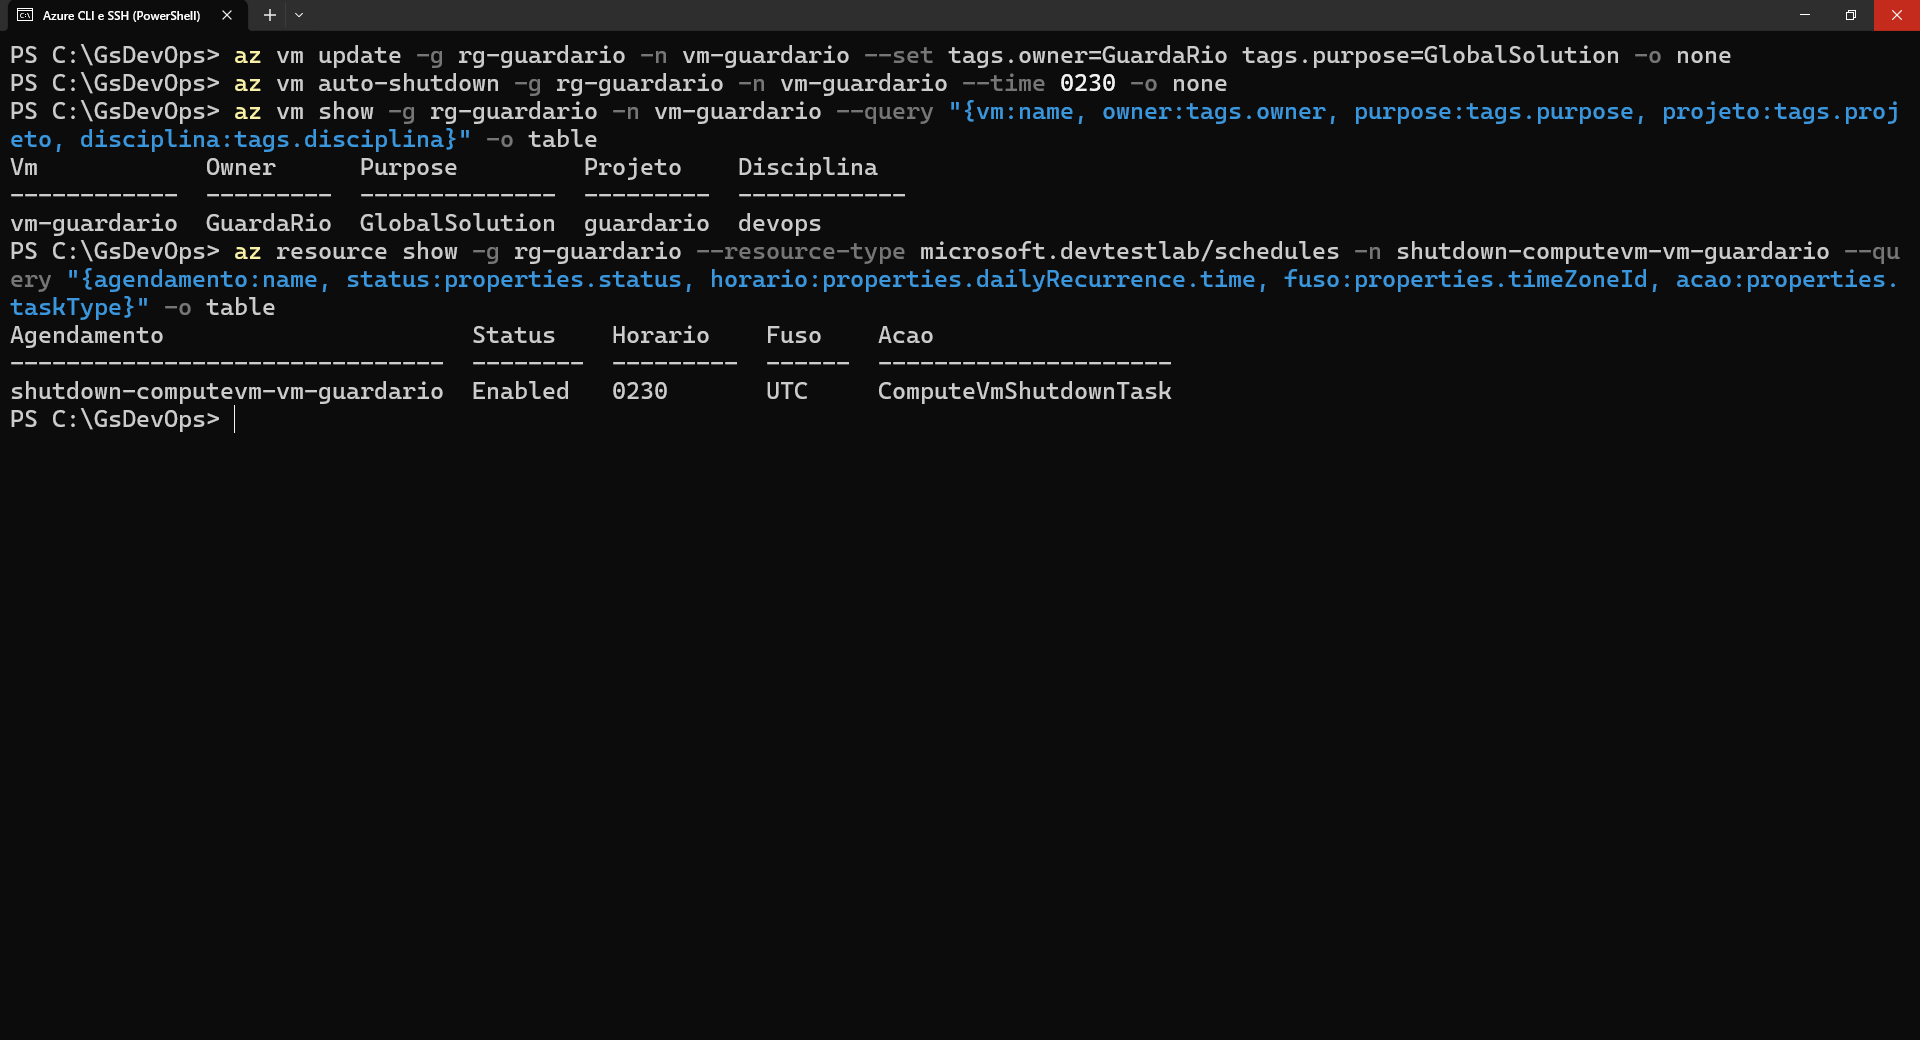 Azure CLI e SSH (PowerShell)
PS C:\GsDevOps> az vm update -g rg-guardario -n vm-guardario --set tags.owner=GuardaRio tags.purpose=GlobalSolution -o none
PS C:\GsDevOps> az vm auto-shutdown -g rg-guardario -n vm-guardario --time 0230 -o none
PS C:\GsDevOps> az vm show -g rg-guardario -n vm-guardario --query "{vm:name, owner:tags.owner, purpose:tags.purpose, projeto:tags.proj
eto, disciplina:tags.disciplina}" -o table
Vm            Owner      Purpose         Projeto    Disciplina
------------  ---------  --------------  ---------  ------------
vm-guardario  GuardaRio  GlobalSolution  guardario  devops
PS C:\GsDevOps> az resource show -g rg-guardario --resource-type microsoft.devtestlab/schedules -n shutdown-computevm-vm-guardario --qu
ery "{agendamento:name, status:properties.status, horario:properties.dailyRecurrence.time, fuso:properties.timeZoneId, acao:properties.
taskType}" -o table
Agendamento                      Status    Horario    Fuso    Acao
-------------------------------  --------  ---------  ------  ---------------------
shutdown-computevm-vm-guardario  Enabled   0230       UTC     ComputeVmShutdownTask
PS C:\GsDevOps>